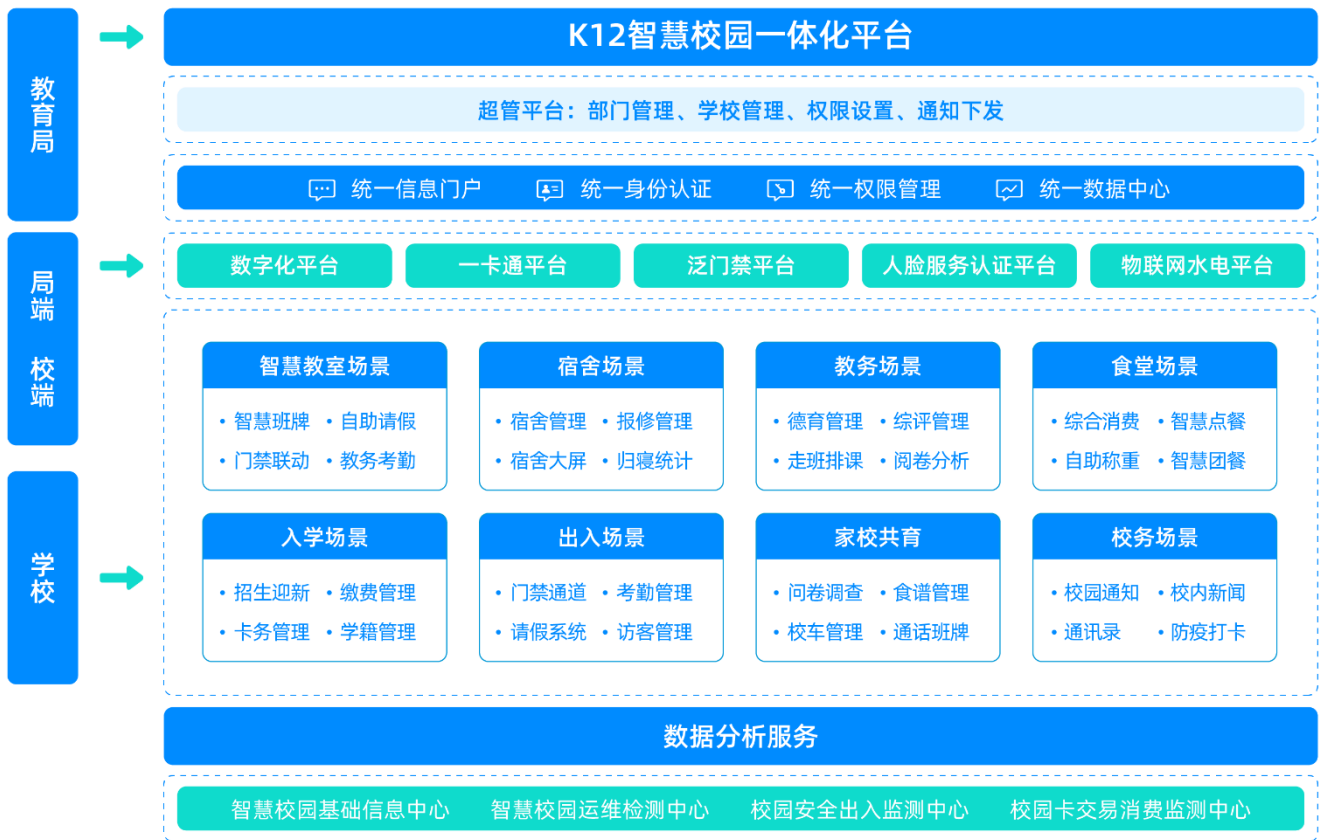 教育局
K12智慧校园一体化平台
超管平台：部门管理、学校管理、权限设置、通知下发
统一信息门户 统一身份认证 统一权限管理 统一数据中心
局端 校端
数字化平台 一卡通平台 泛门禁平台 人脸服务认证平台 物联网水电平台
智慧教室场景
• 智慧班牌 • 自助请假
• 门禁联动 • 教务考勤
宿舍场景
• 宿舍管理 • 报修管理
• 宿舍大屏 • 归寝统计
教务场景
• 德育管理 • 综评管理
• 走班排课 • 阅卷分析
食堂场景
• 综合消费 • 智慧点餐
• 自助称重 • 智慧团餐
学校
入学场景
• 招生迎新 • 缴费管理
• 卡务管理 • 学籍管理
出入场景
• 门禁通道 • 考勤管理
• 请假系统 • 访客管理
家校共育
• 问卷调查 • 食谱管理
• 校车管理 • 通话班牌
校务场景
• 校园通知 • 校内新闻
• 通讯录 • 防疫打卡
数据分析服务
智慧校园基础信息中心 智慧校园运维检测中心 校园安全出入监测中心 校园卡交易消费监测中心